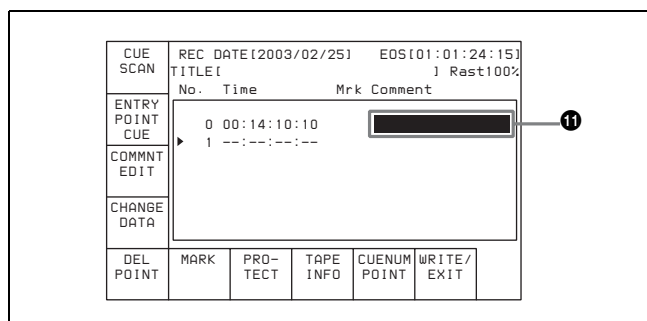 CUE SCAN
REC DATE[2003/02/25] EOS[01:01:24:15]
TITLE[ ] Rast100%
No. Time Mrk Comment
ENTRY POINT CUE
0 00:14:10:10
1 --:--:--:--
⓫
COMMNT EDIT
CHANGE DATA
DEL POINT
MARK
PRO-TECT
TAPE INFO
CUENUM POINT
WRITE/EXIT